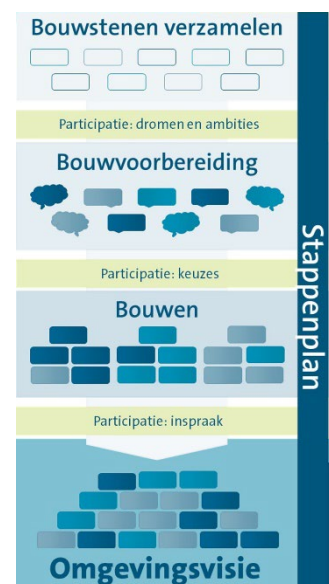 Bouwstenen verzamelen
Participatie: dromen en ambities
Bouwvoorbereiding
Participatie: keuzes
Bouwen
Participatie: inspraak
Omgevingsvisie
Stappenplan